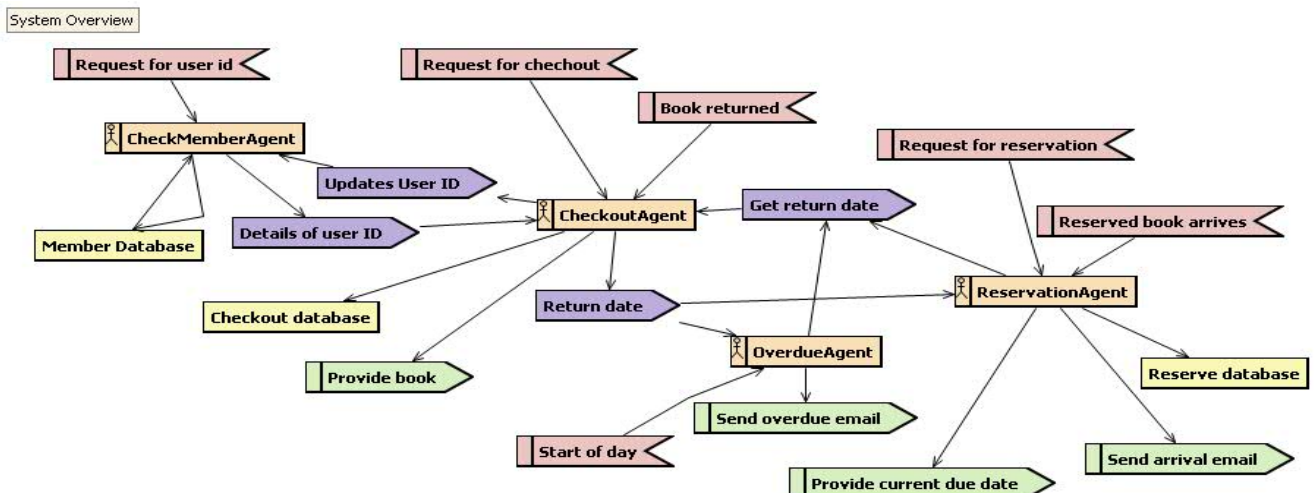 System Overview
Request for user id
Request for chechout
Book returned
CheckMemberAgent
Request for reservation
Updates User ID
Get return date
CheckoutAgent
Details of user ID
Reserved book arrives
Member Database
ReservationAgent
Return date
Checkout database
OverdueAgent
Reserve database
Provide book
Send overdue email
Start of day
Send arrival email
Provide current due date